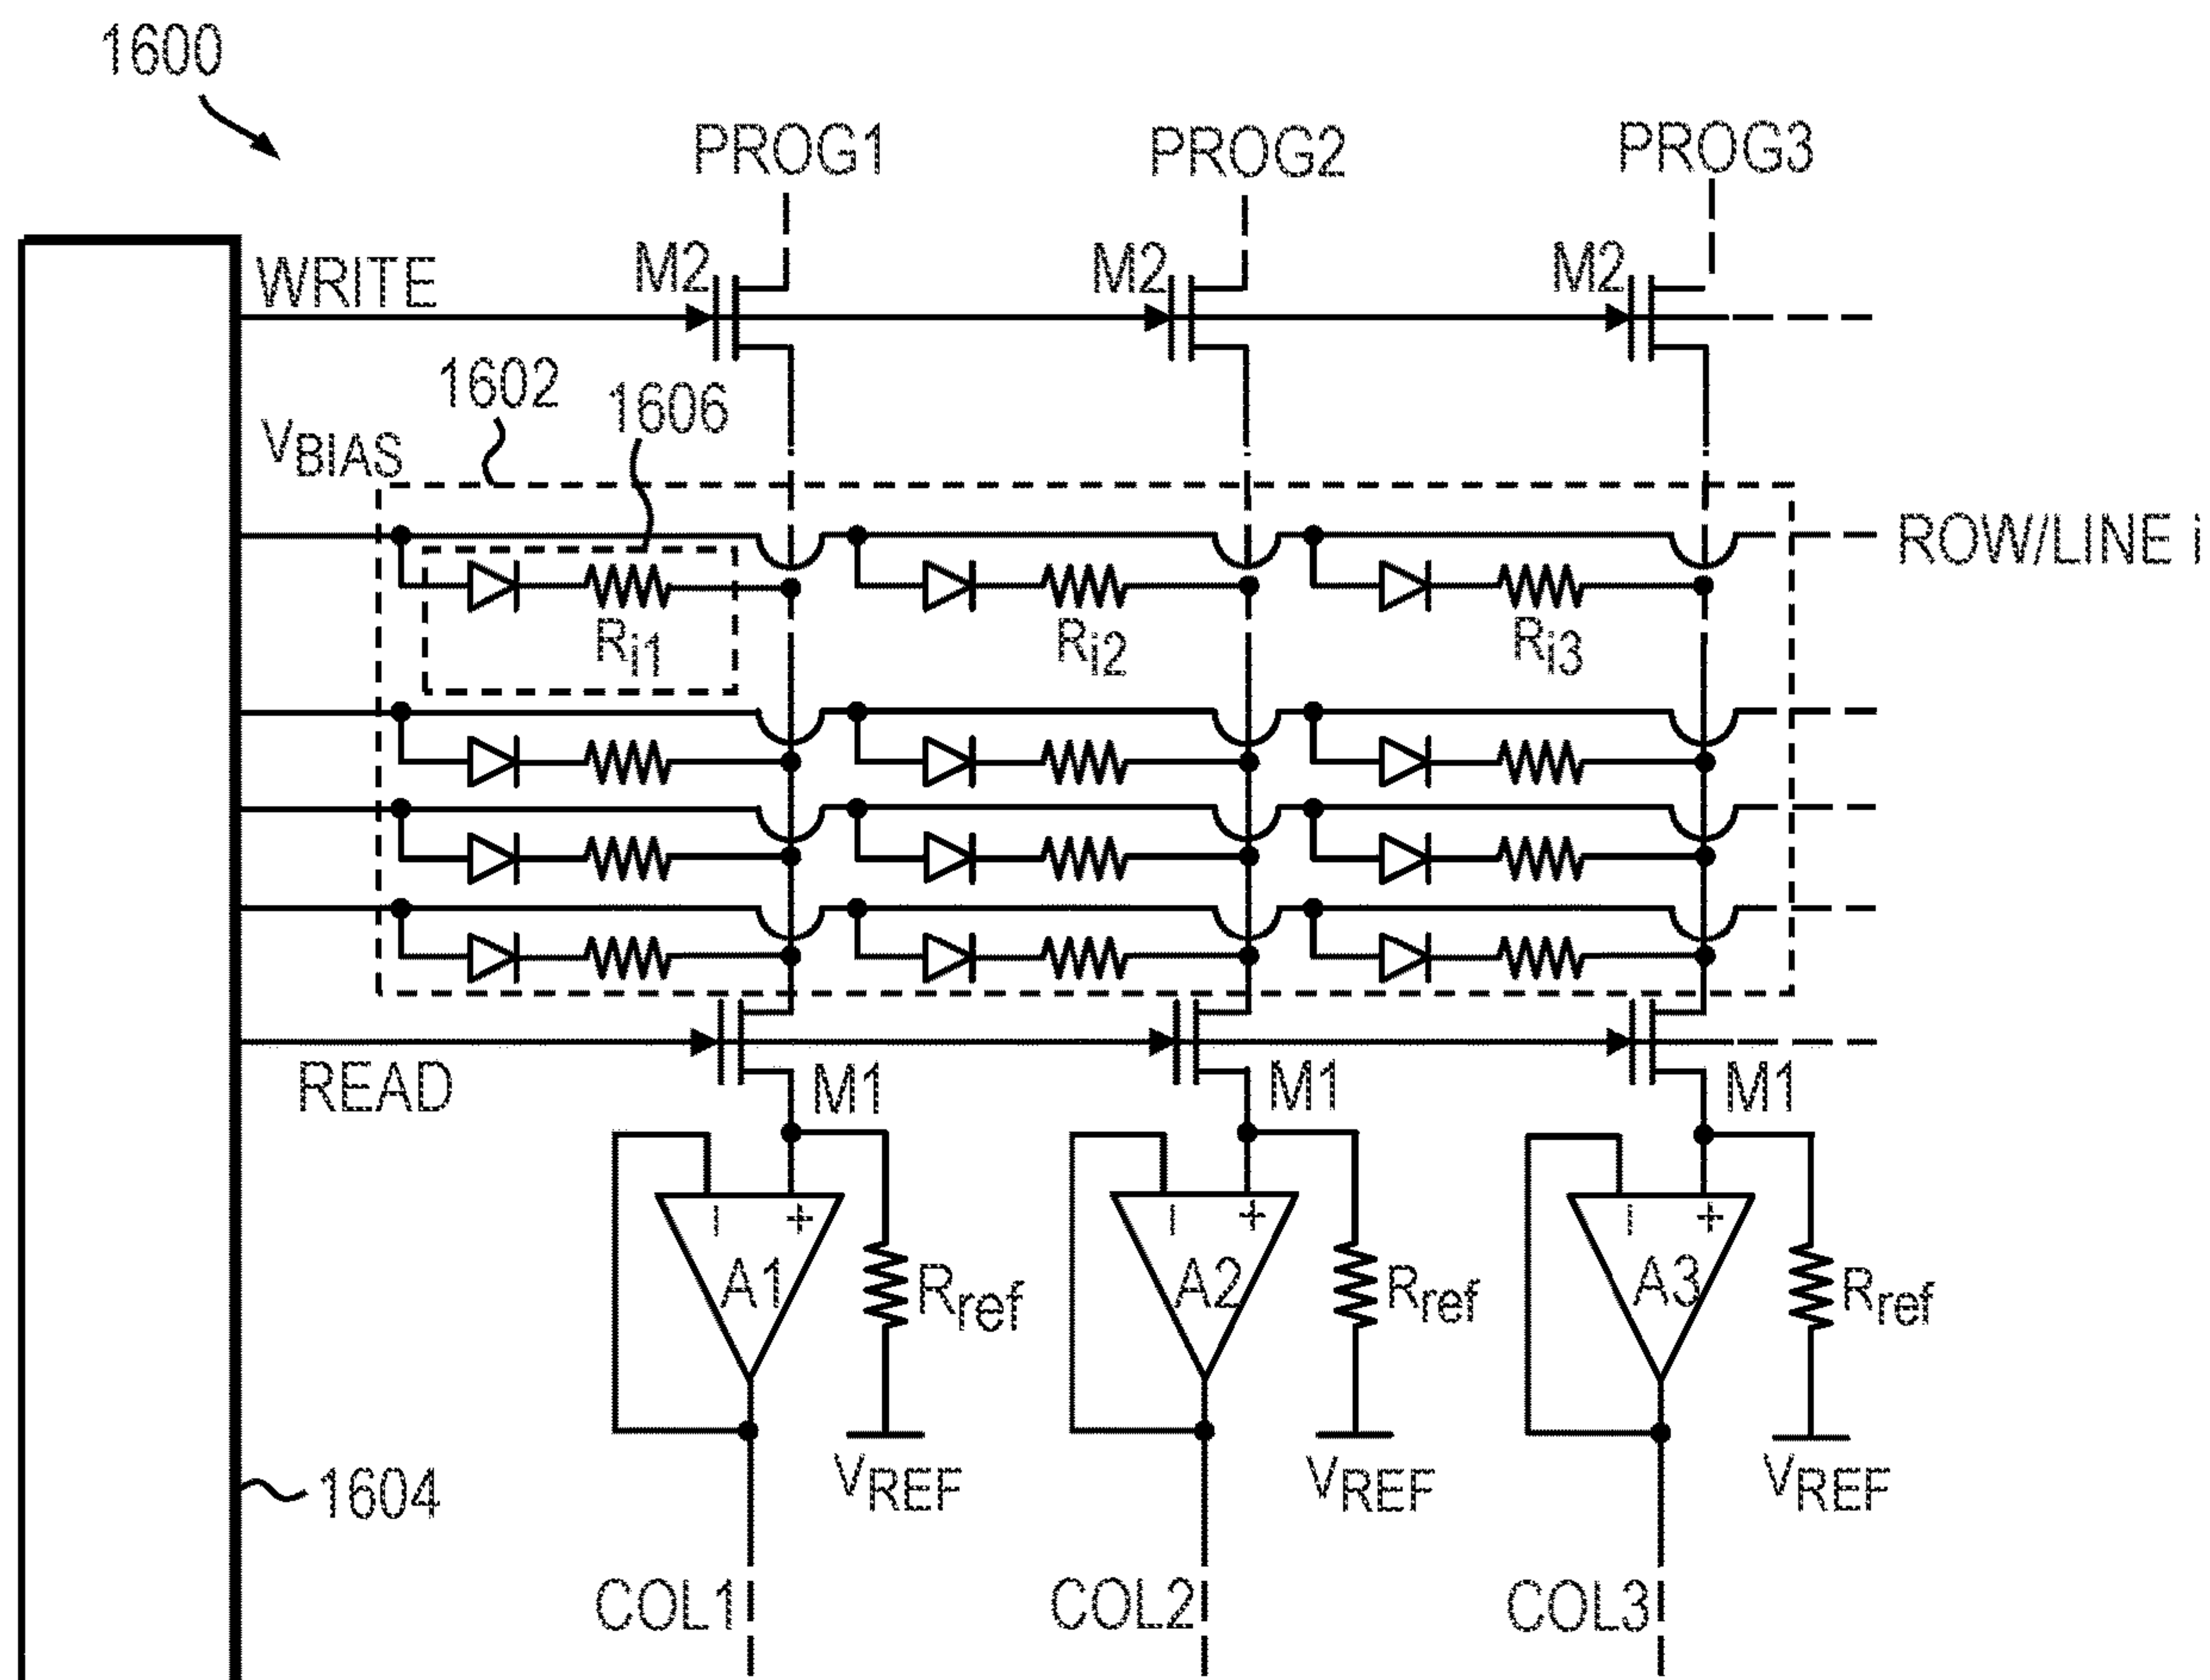 1600
PROG1 PROG2 PROG3
WRITE M2 M2 M2
1602 1606
VBIAS
ROW/LINE i
Ri1 Ri2 Ri3
READ M1 M1 M1
− + − + − +
A1 Rref A2 Rref A3 Rref
VREF VREF VREF
1604
COL1 COL2 COL3